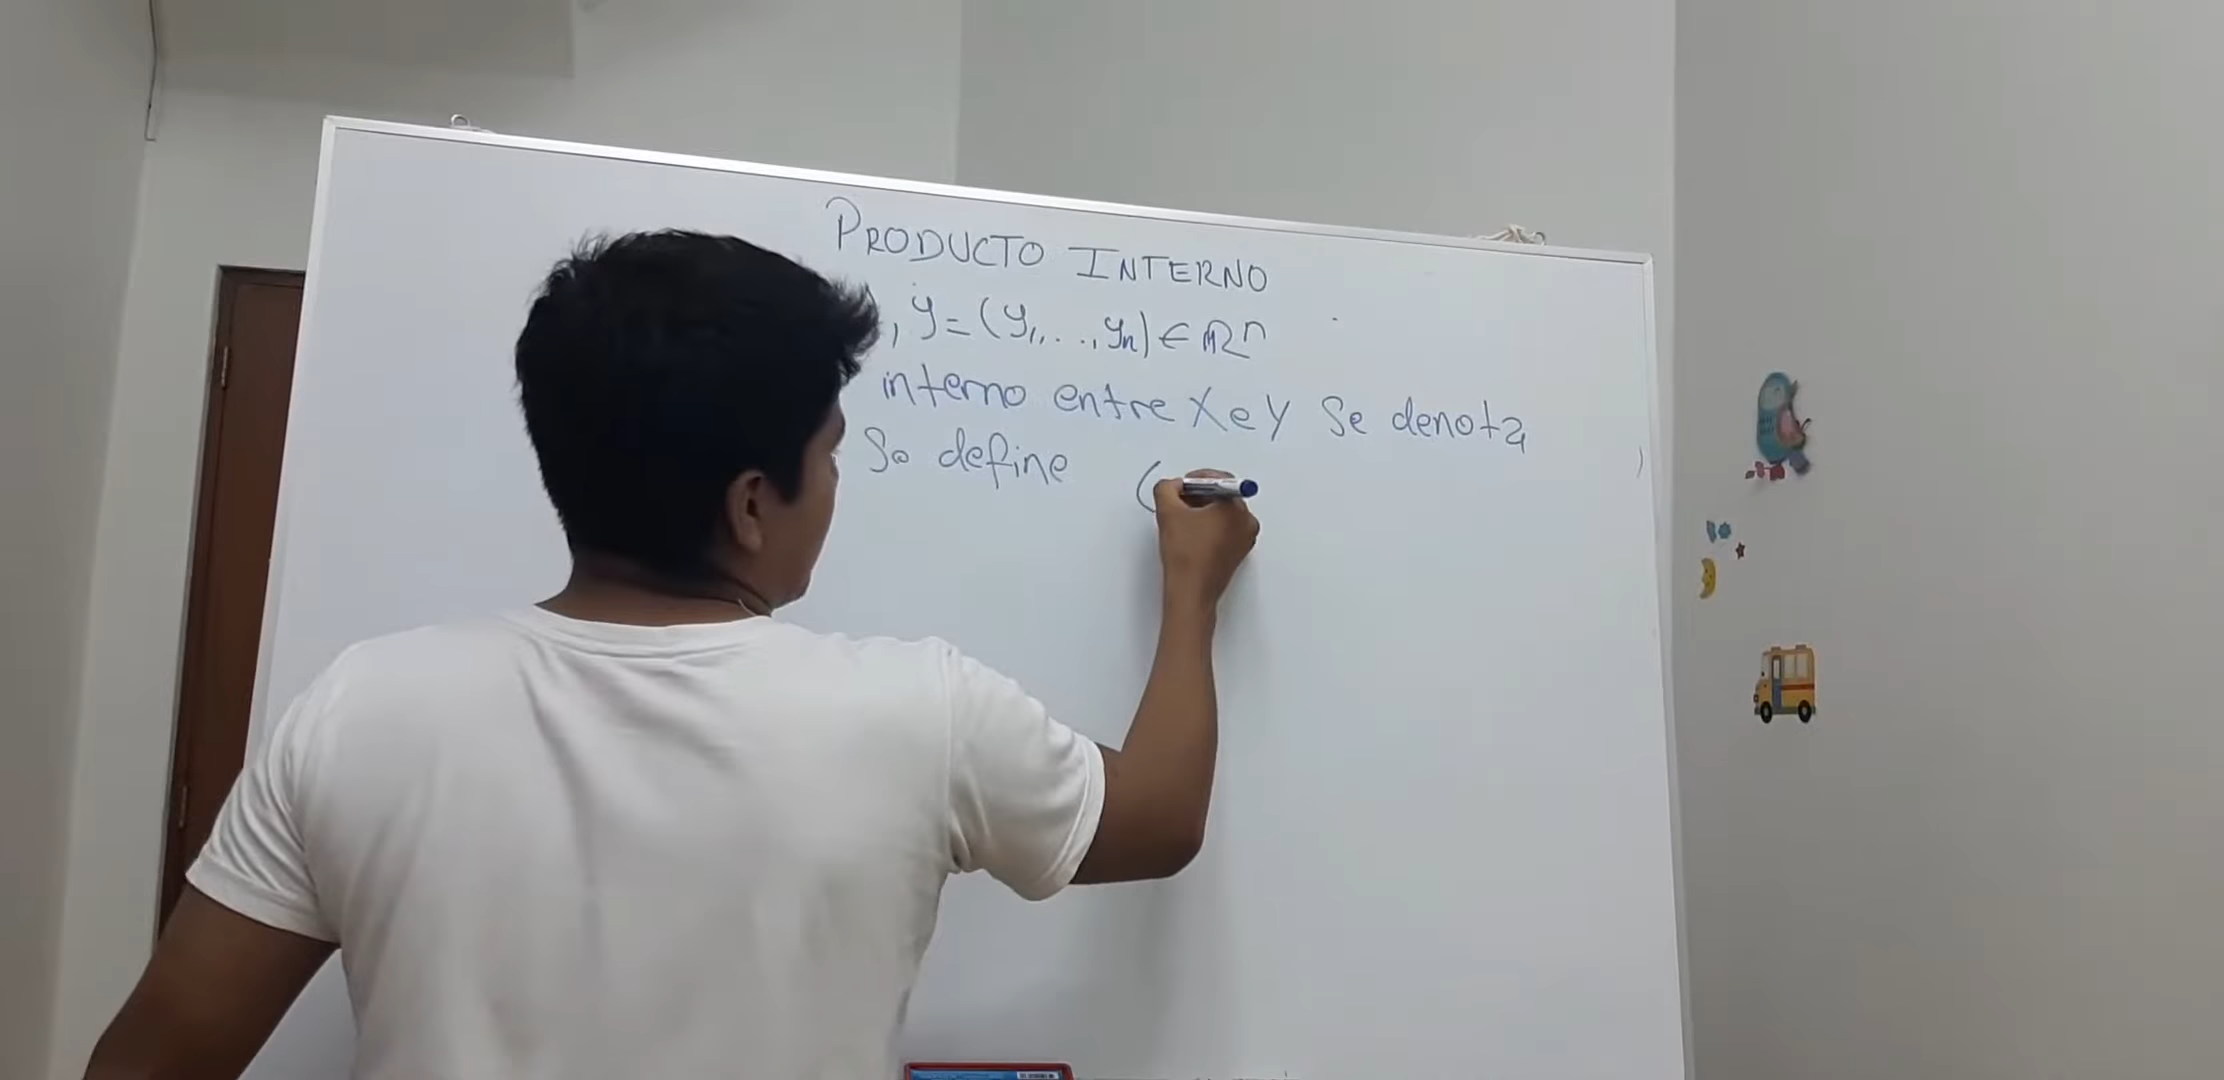 PRODUCTO INTERNO
, y = (y₁, . . ., yₙ) ∈ ℝⁿ
interno entre X e Y Se denota
Se define (